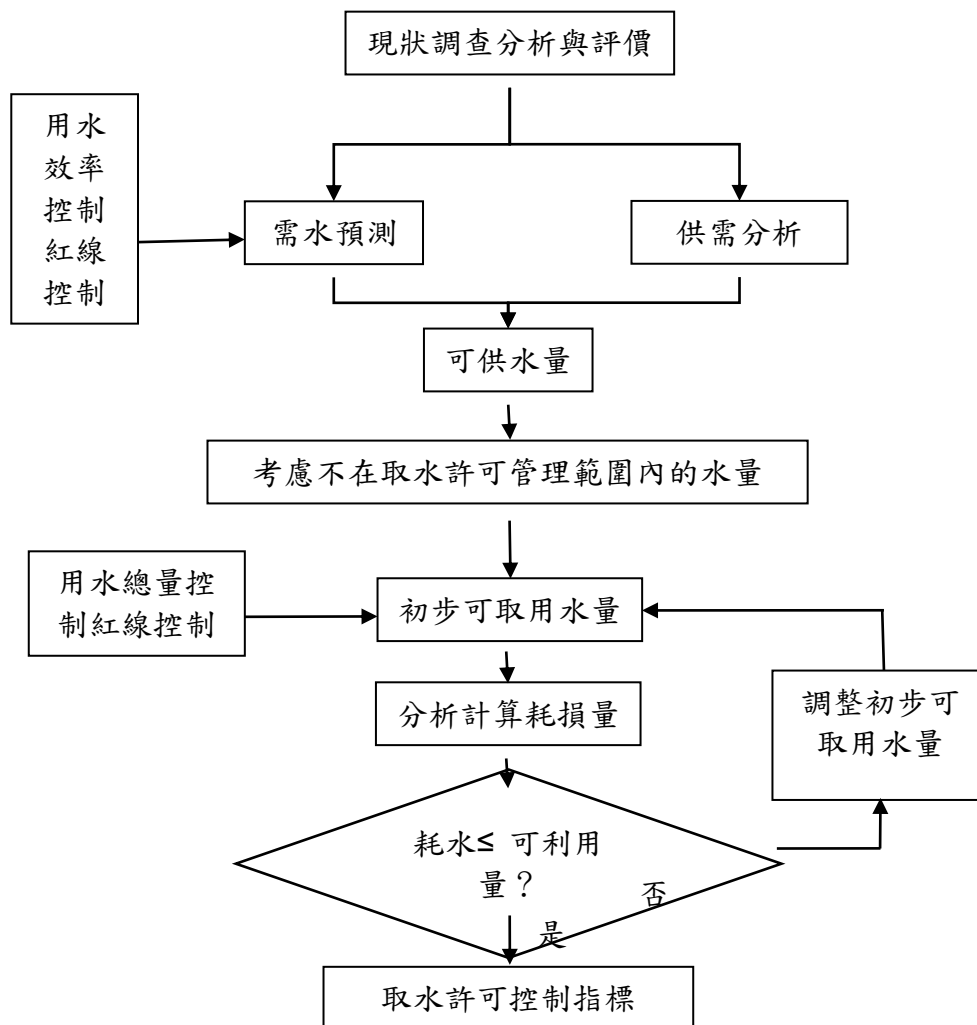 現狀調查分析與評價
用水
效率
控制
紅線
控制
需水預測
供需分析
可供水量
考慮不在取水許可管理範圍內的水量
用水總量控
制紅線控制
初步可取用水量
分析計算耗損量
調整初步可
取用水量
耗水≤ 可利用
量？
否
是
取水許可控制指標